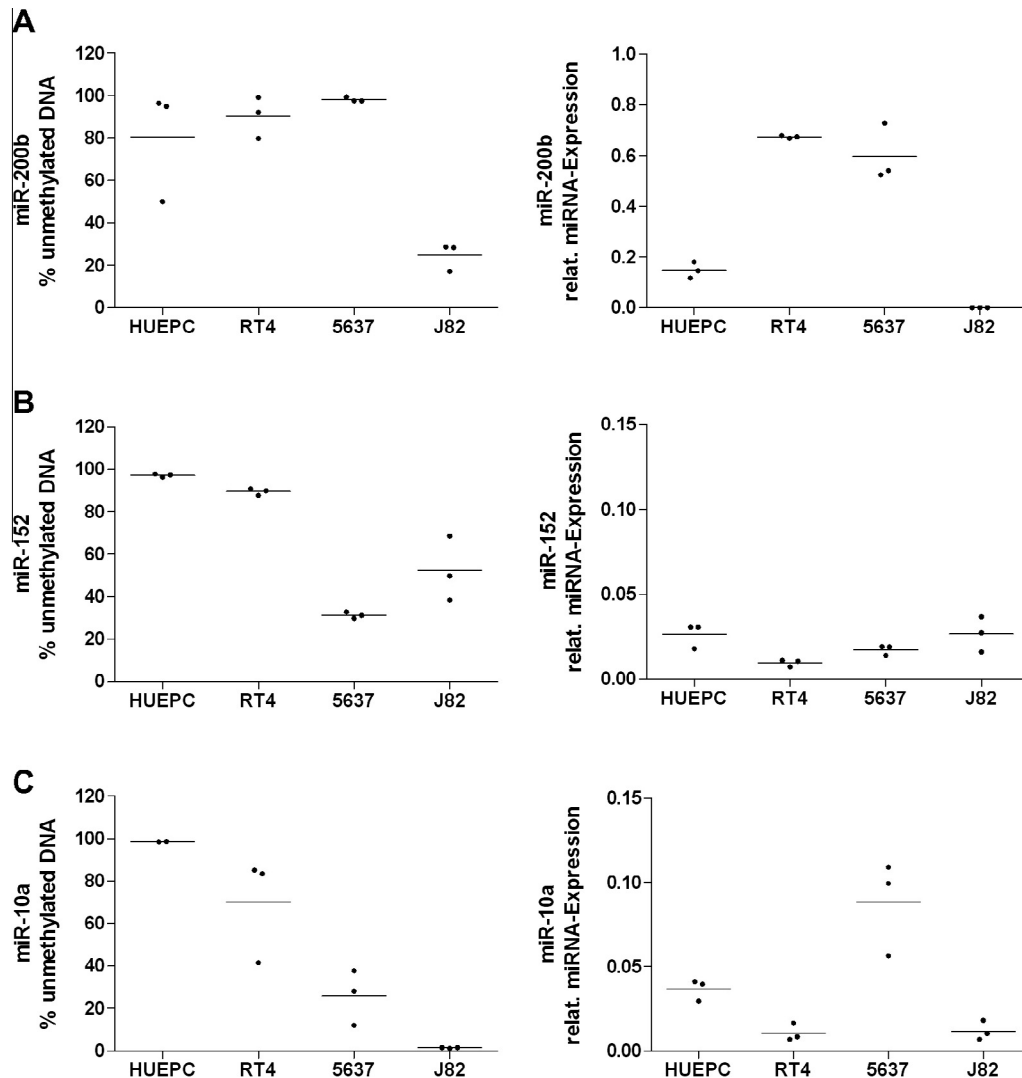 A
miR-200b
% unmethylated DNA
120
100
80
60
40
20
0
HUEPC RT4 5637 J82
miR-200b
relat. miRNA-Expression
1.0
0.8
0.6
0.4
0.2
0.0
HUEPC RT4 5637 J82
B
miR-152
% unmethylated DNA
120
100
80
60
40
20
0
HUEPC RT4 5637 J82
miR-152
relat. miRNA-Expression
0.15
0.10
0.05
0.00
HUEPC RT4 5637 J82
C
miR-10a
% unmethylated DNA
120
100
80
60
40
20
0
HUEPC RT4 5637 J82
miR-10a
relat. miRNA-Expression
0.15
0.10
0.05
0.00
HUEPC RT4 5637 J82